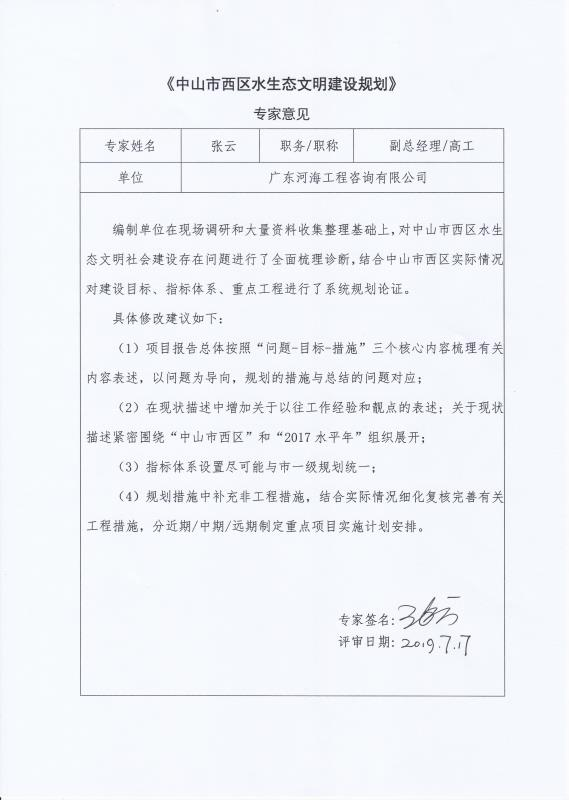 《中山市西区水生态文明建设规划》
专家意见
专家姓名 张云 职务/职称 副总经理/高工
单位 广东河海工程咨询有限公司
编制单位在现场调研和大量资料收集整理基础上,对中山市西区水生
态文明社会建设存在问题进行了全面梳理诊断,结合中山市西区实际情况
对建设目标、指标体系、重点工程进行了系统规划论证。
具体修改建议如下:
(1)项目报告总体按照“问题-目标-措施”三个核心内容梳理有关
内容表述，以问题为导向，规划的措施与总结的问题对应;
(2)在现状描述中增加关于以往工作经验和靓点的表述;关于现状
描述紧密围绕“中山市西区”和“2017水平年”组织展开;
(3)指标体系设置尽可能与市一级规划统一;
(4)规划措施中补充非工程措施，结合实际情况细化复核完善有关
工程措施，分近期/中期/远期制定重点项目实施计划安排。
专家签名:张云
评审日期:2019.7.17